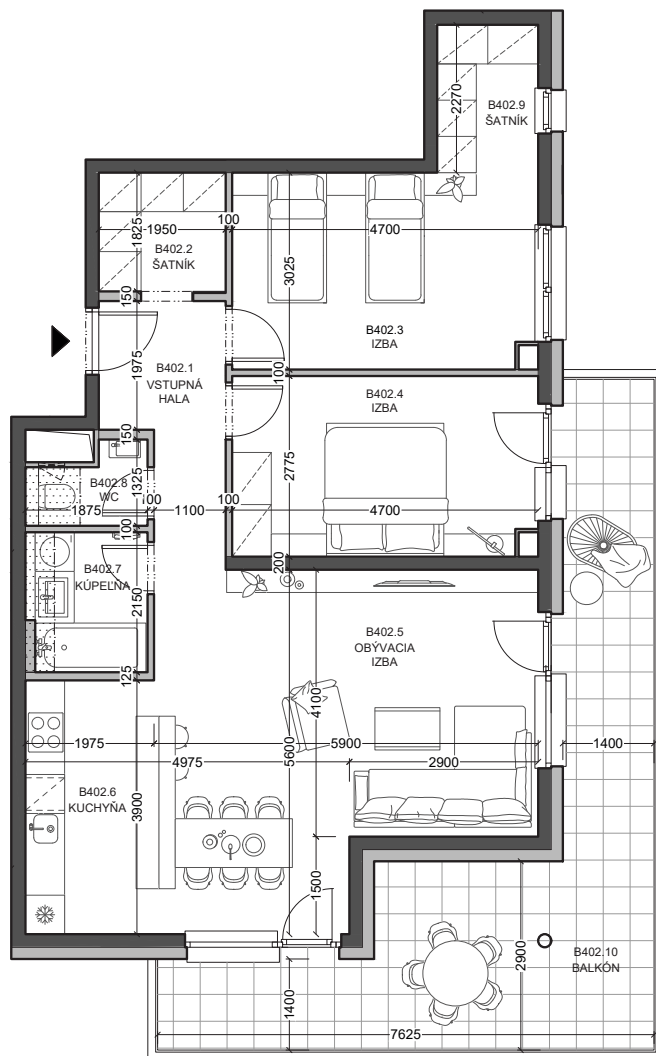 2270
B402.9
ŠATNÍK
1825
1950
100
4700
B402.2
ŠATNÍK
3025
150
B402.3
IZBA
1975
B402.1
VSTUPNÁ
HALA
100
B402.4
IZBA
150
2775
1325
B402.8
WC
1875
100
1100
100
4700
100
B402.7
KÚPEĽŇA
2150
200
B402.5
OBÝVACIA
IZBA
125
4100
1975
5900
1400
4975
5600
2900
B402.6
KUCHYŇA
3900
1500
2900
B402.10
BALKÓN
1400
7625